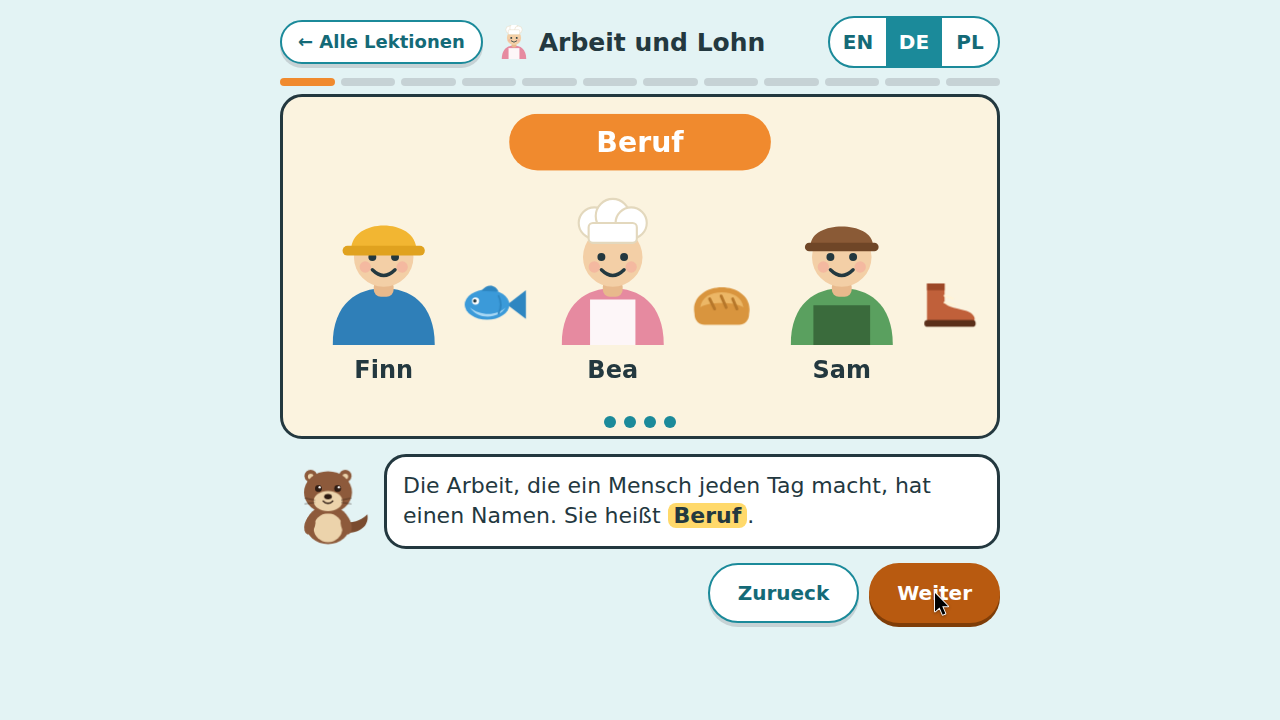 ← Alle Lektionen
Arbeit und Lohn
EN DE PL
Beruf
Finn
Bea
Sam
Die Arbeit, die ein Mensch jeden Tag macht, hat
einen Namen. Sie heißt Beruf.
Zurueck
Weiter